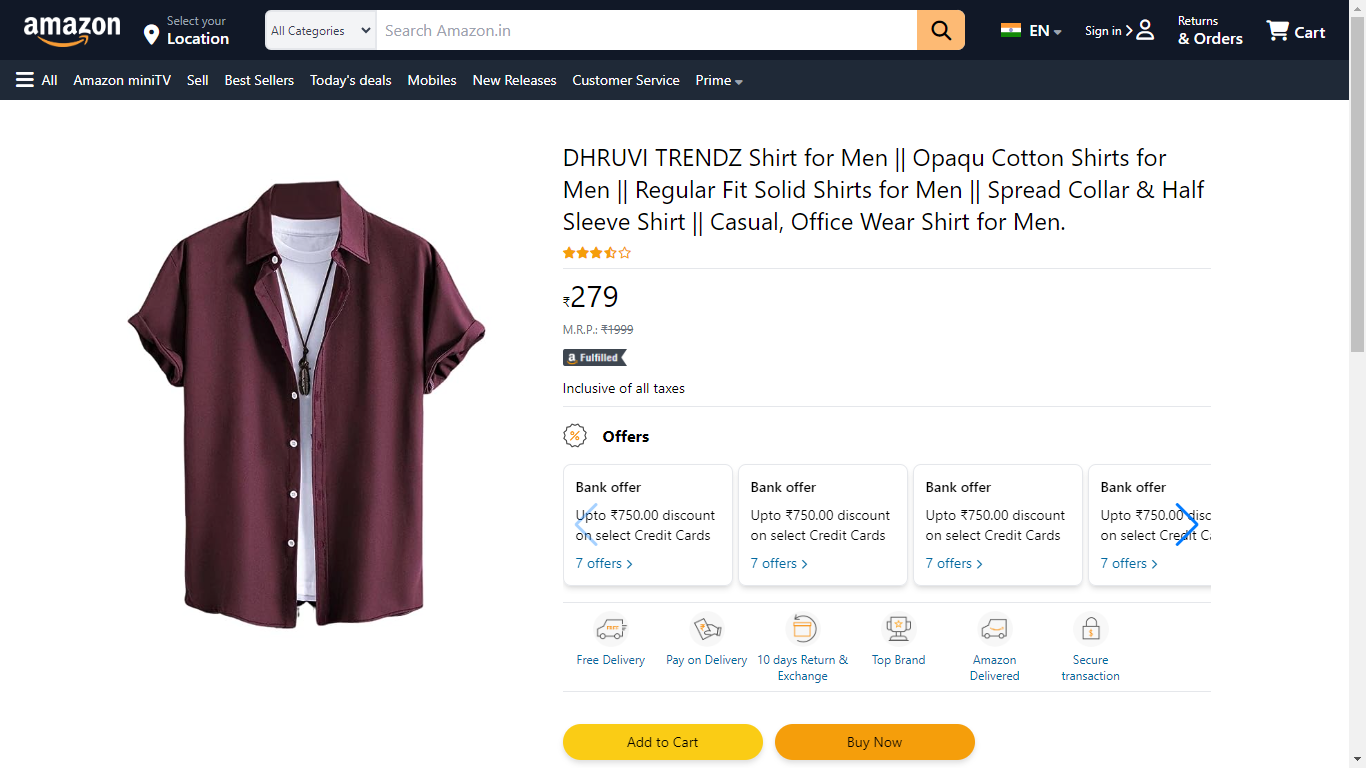 amazon
Select your
Location
All Categories
Search Amazon.in
EN
Sign in
Returns
& Orders
Cart
All
Amazon miniTV
Sell
Best Sellers
Today's deals
Mobiles
New Releases
Customer Service
Prime
DHRUVI TRENDZ Shirt for Men || Opaqu Cotton Shirts for
Men || Regular Fit Solid Shirts for Men || Spread Collar & Half
Sleeve Shirt || Casual, Office Wear Shirt for Men.
₹279
M.R.P.: ₹1999
a Fulfilled
Inclusive of all taxes
% Offers
Bank offer
Upto ₹750.00 discount
on select Credit Cards
7 offers
Bank offer
Upto ₹750.00 discount
on select Credit Cards
7 offers
Bank offer
Upto ₹750.00 discount
on select Credit Cards
7 offers
Bank offer
Upto ₹750.00 disc
on select Credit Ca
7 offers
FREE
Free Delivery
₹
Pay on Delivery
10 days Return &
Exchange
Top Brand
Amazon
Delivered
$
Secure
transaction
Add to Cart
Buy Now